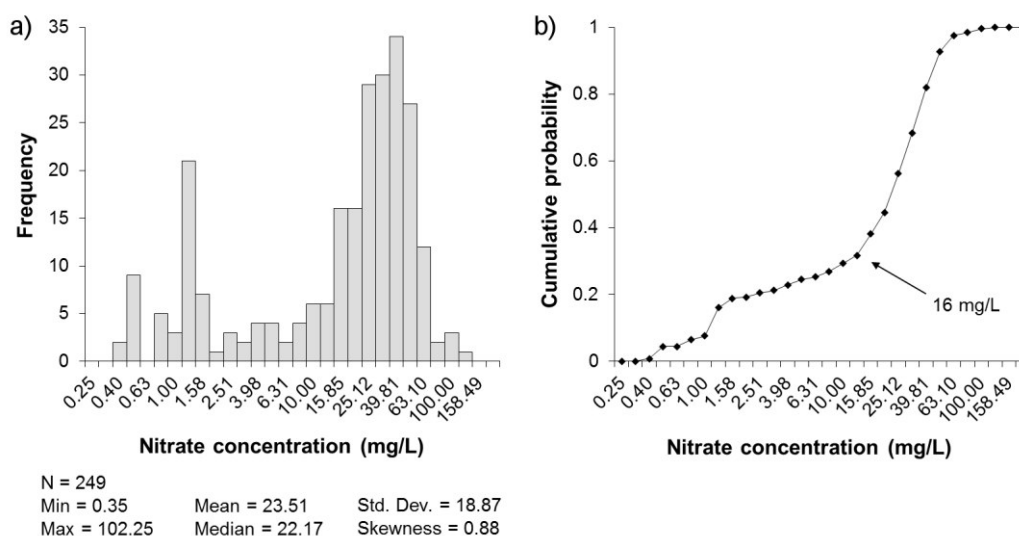 a)
35
30
25
20
15
10
5
0
Frequency
0.25 0.40 0.63 1.00 1.58 2.51 3.98 6.31 10.00 15.85 25.12 39.81 63.10 100.00 158.49
Nitrate concentration (mg/L)
N = 249
Min = 0.35 Mean = 23.51 Std. Dev. = 18.87
Max = 102.25 Median = 22.17 Skewness = 0.88
b)
1
0.8
0.6
0.4
0.2
0
Cumulative probability
16 mg/L
0.25 0.40 0.63 1.00 1.58 2.51 3.98 6.31 10.00 15.85 25.12 39.81 63.10 100.00 158.49
Nitrate concentration (mg/L)